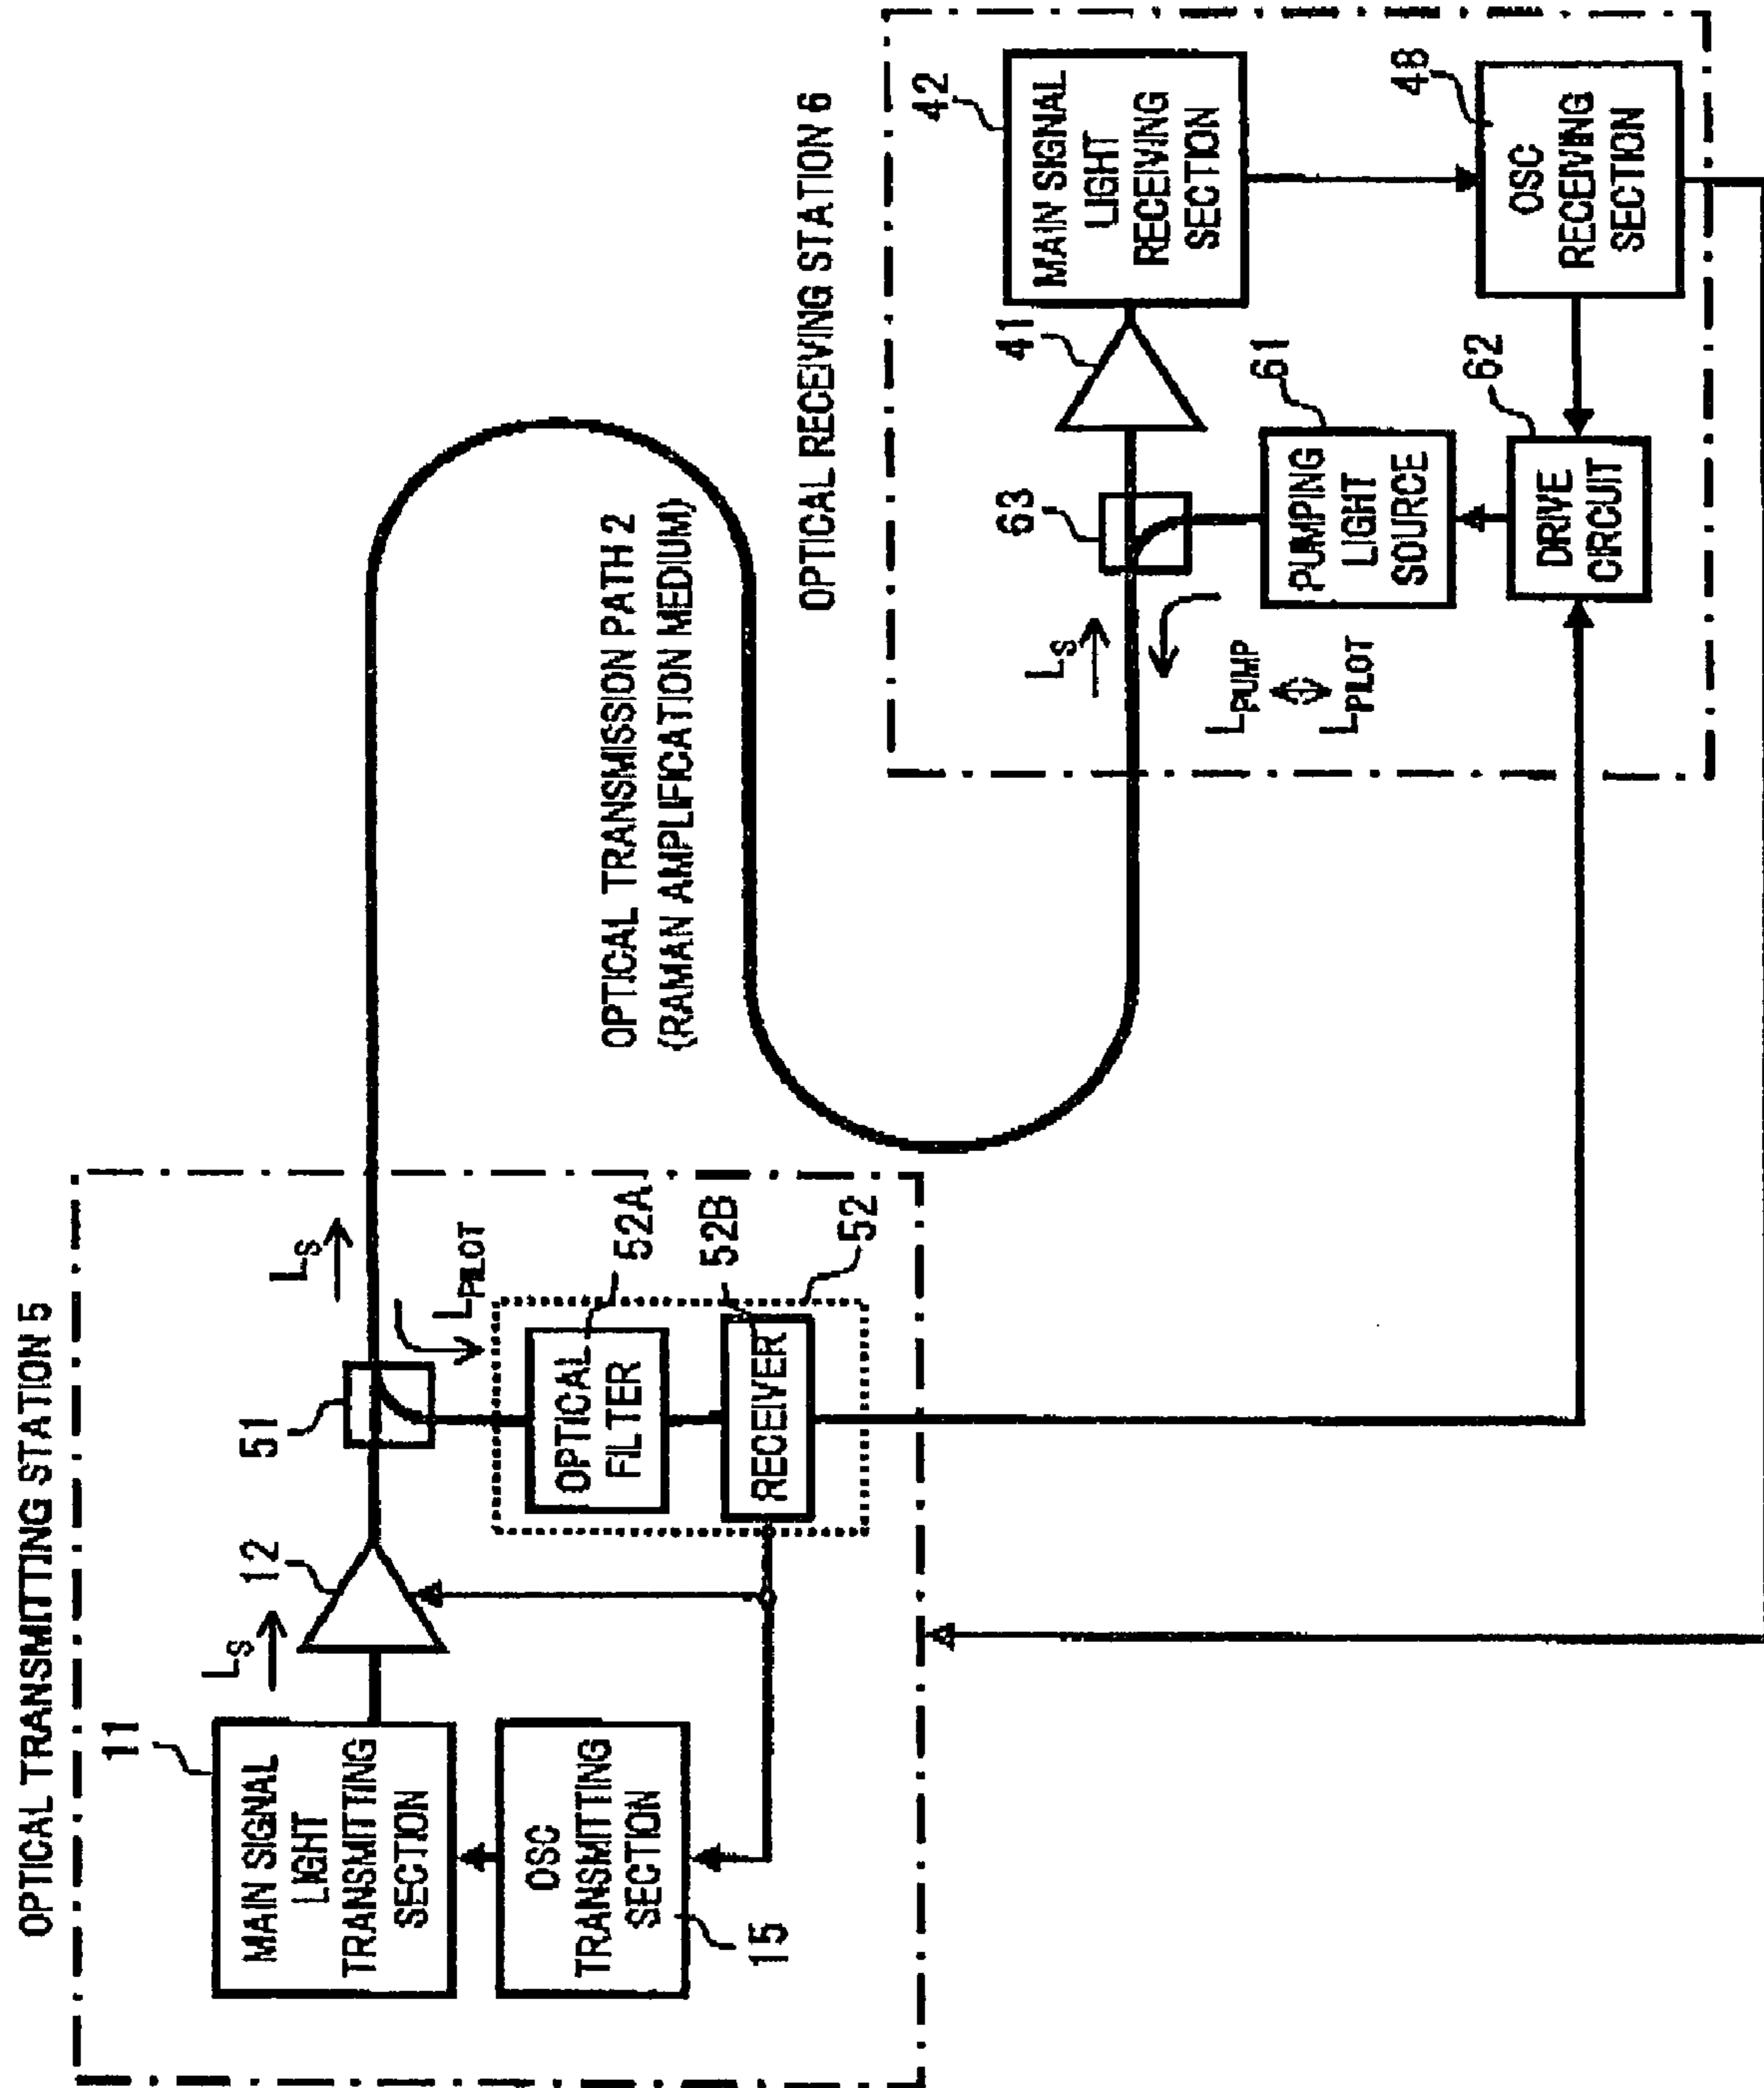 OPTICAL TRANSMITTING STATION 5
11
MAIN SIGNAL
LIGHT
TRANSMITTING
SECTION
LS
12
51
LS
LPILOT
OSC
TRANSMITTING
SECTION
15
OPTICAL
FILTER
52A
RECEIVER
52B
52
OPTICAL TRANSMISSION PATH 2
(RAMAN AMPLIFICATION MEDIUM)
OPTICAL RECEIVING STATION 6
LS
63
41
42
MAIN SIGNAL
LIGHT
RECEIVING
SECTION
LPUMP
LPILOT
PUMPING
LIGHT
SOURCE
61
DRIVE
CIRCUIT
62
OSC
RECEIVING
SECTION
48